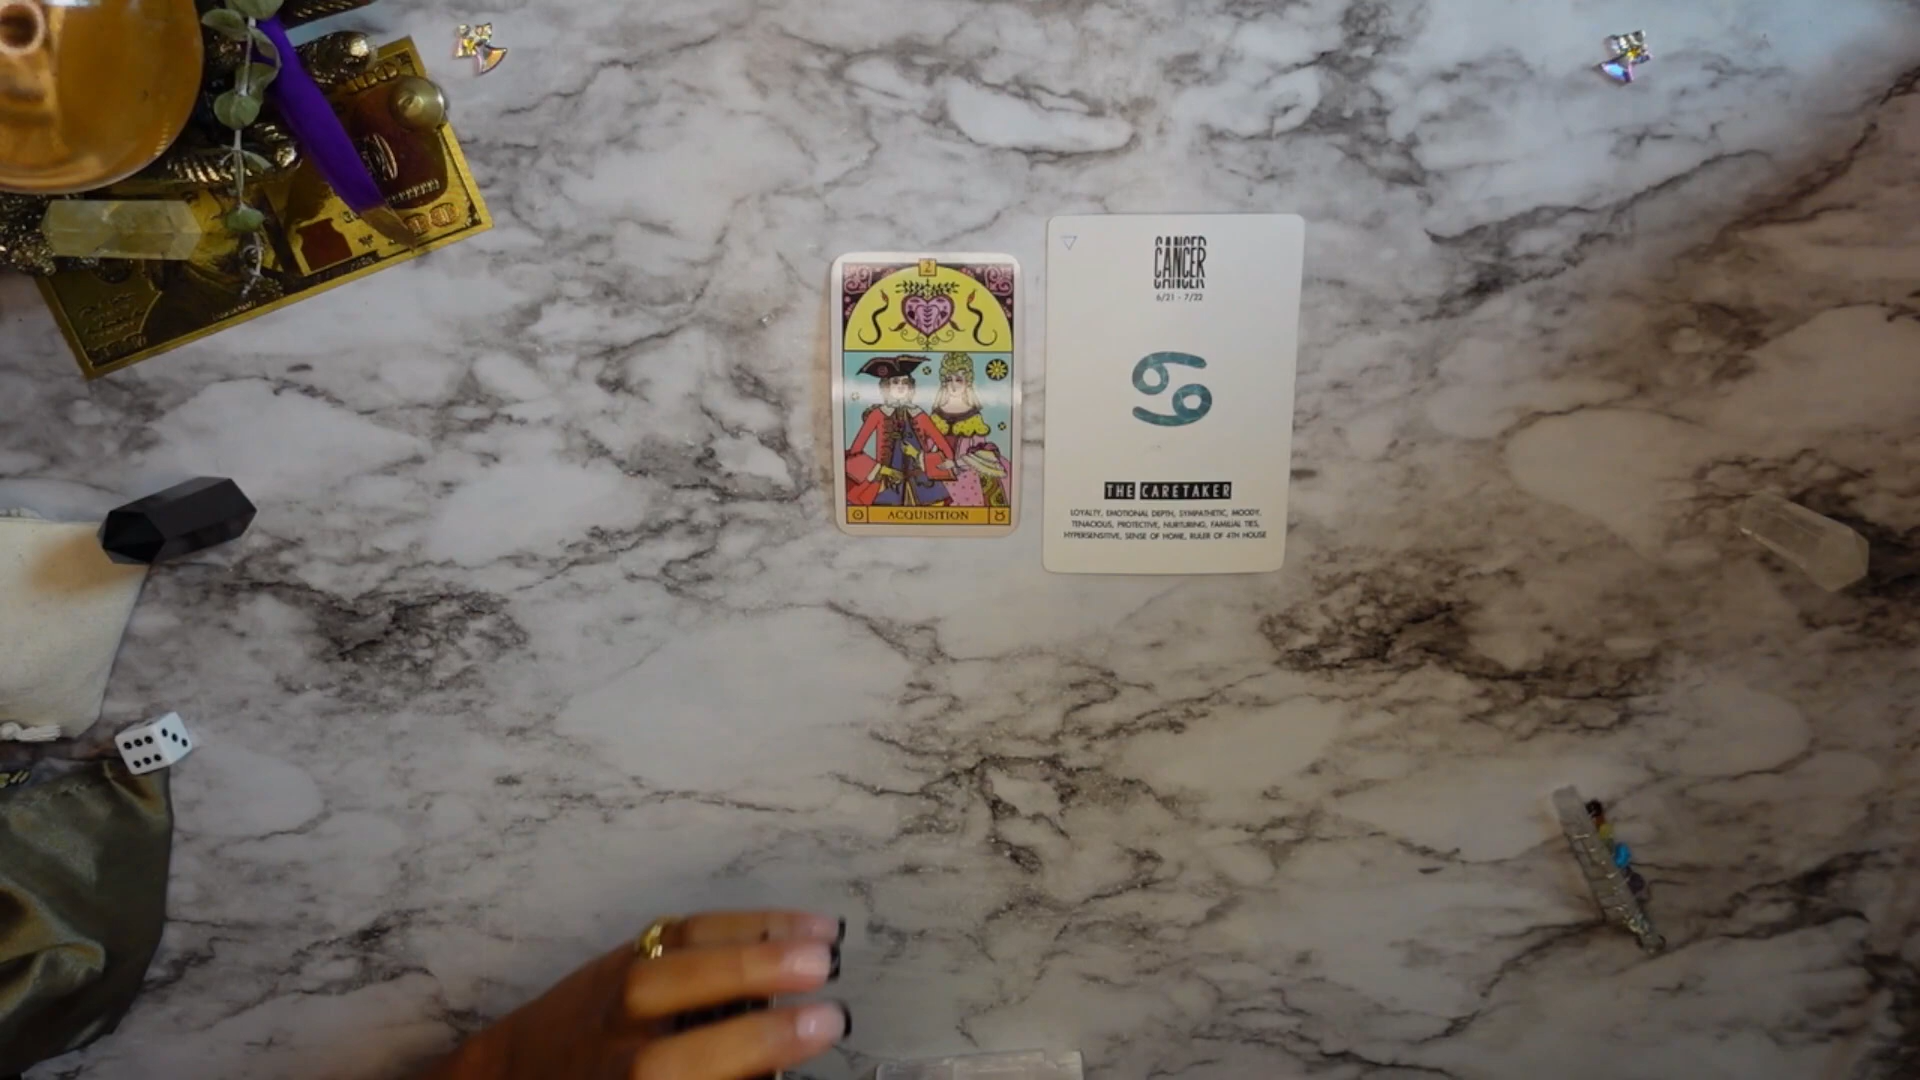 2
ACQUISITION
CANCER
6/21 - 7/22
THE CARETAKER
LOYALTY, EMOTIONAL DEPTH, SYMPATHETIC, MOODY,
TENACIOUS, PROTECTIVE, NURTURING, FAMILIAL TIES,
HYPERSENSITIVE, SENSE OF HOME, RULER OF 4TH HOUSE